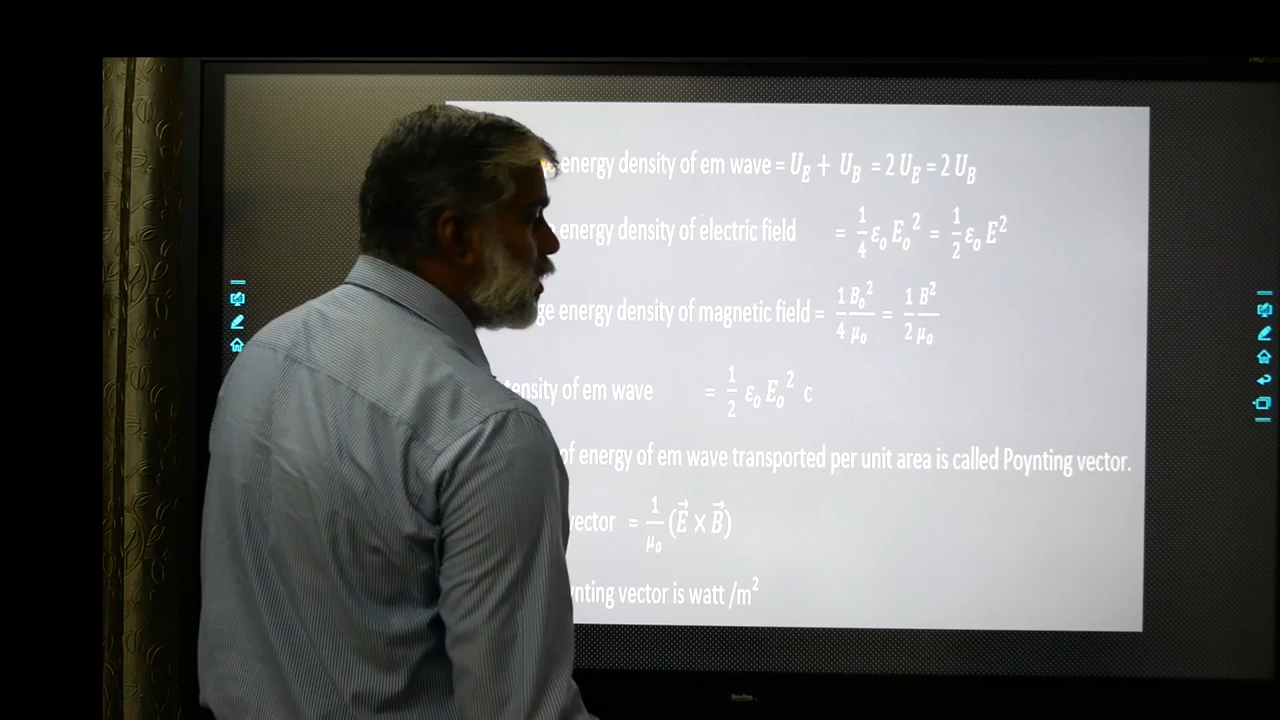 energy density of em wave = U_E + U_B = 2 U_E = 2 U_B
energy density of electric field = 1/4 ε₀ E₀² = 1/2 ε₀ E²
ge energy density of magnetic field = 1/4 B₀²/μ₀ = 1/2 B²/μ₀
tensity of em wave = 1/2 ε₀ E₀² c
of energy of em wave transported per unit area is called Poynting vector.
vector = 1/μ₀ (E⃗ × B⃗)
ynting vector is watt /m²